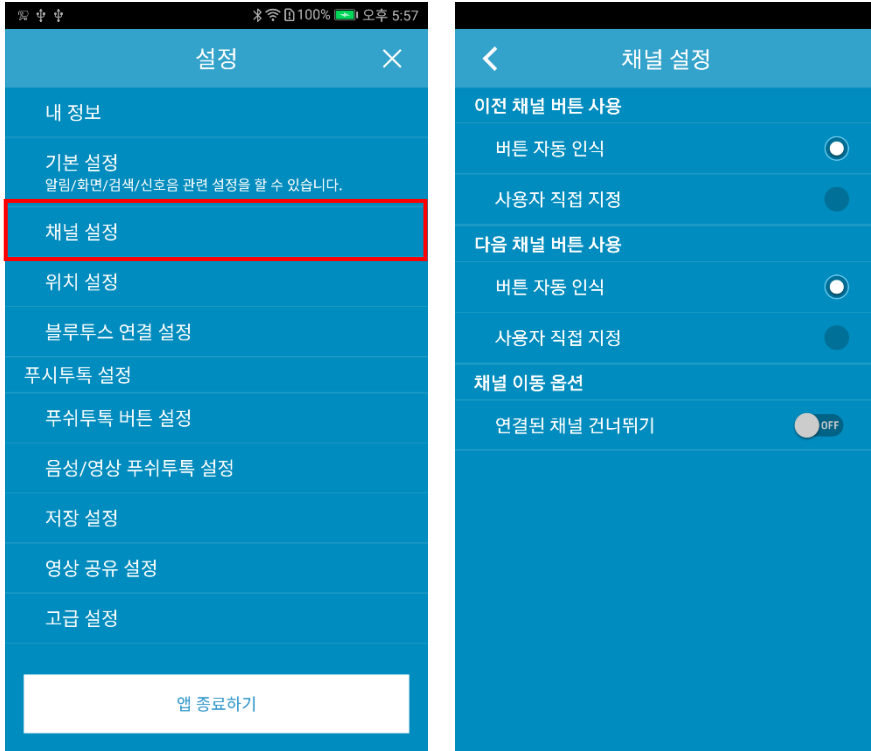 100% 오후 5:57
설정
내 정보
기본 설정
알림/화면/검색/신호음 관련 설정을 할 수 있습니다.
채널 설정
위치 설정
블루투스 연결 설정
푸시투톡 설정
푸쉬투톡 버튼 설정
음성/영상 푸쉬투톡 설정
저장 설정
영상 공유 설정
고급 설정
앱 종료하기
채널 설정
이전 채널 버튼 사용
버튼 자동 인식
사용자 직접 지정
다음 채널 버튼 사용
버튼 자동 인식
사용자 직접 지정
채널 이동 옵션
연결된 채널 건너뛰기
OFF